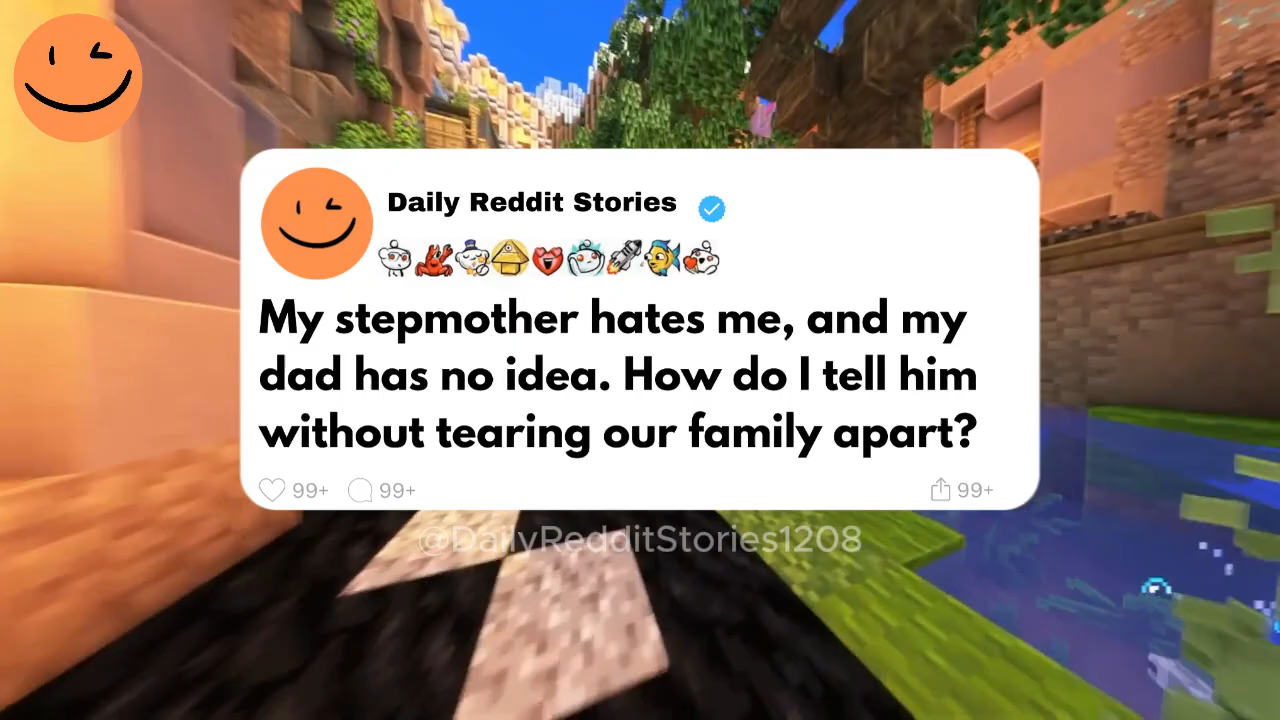 Daily Reddit Stories
My stepmother hates me, and my
dad has no idea. How do I tell him
without tearing our family apart?
99+ 99+ 99+
@DailyRedditStories1208